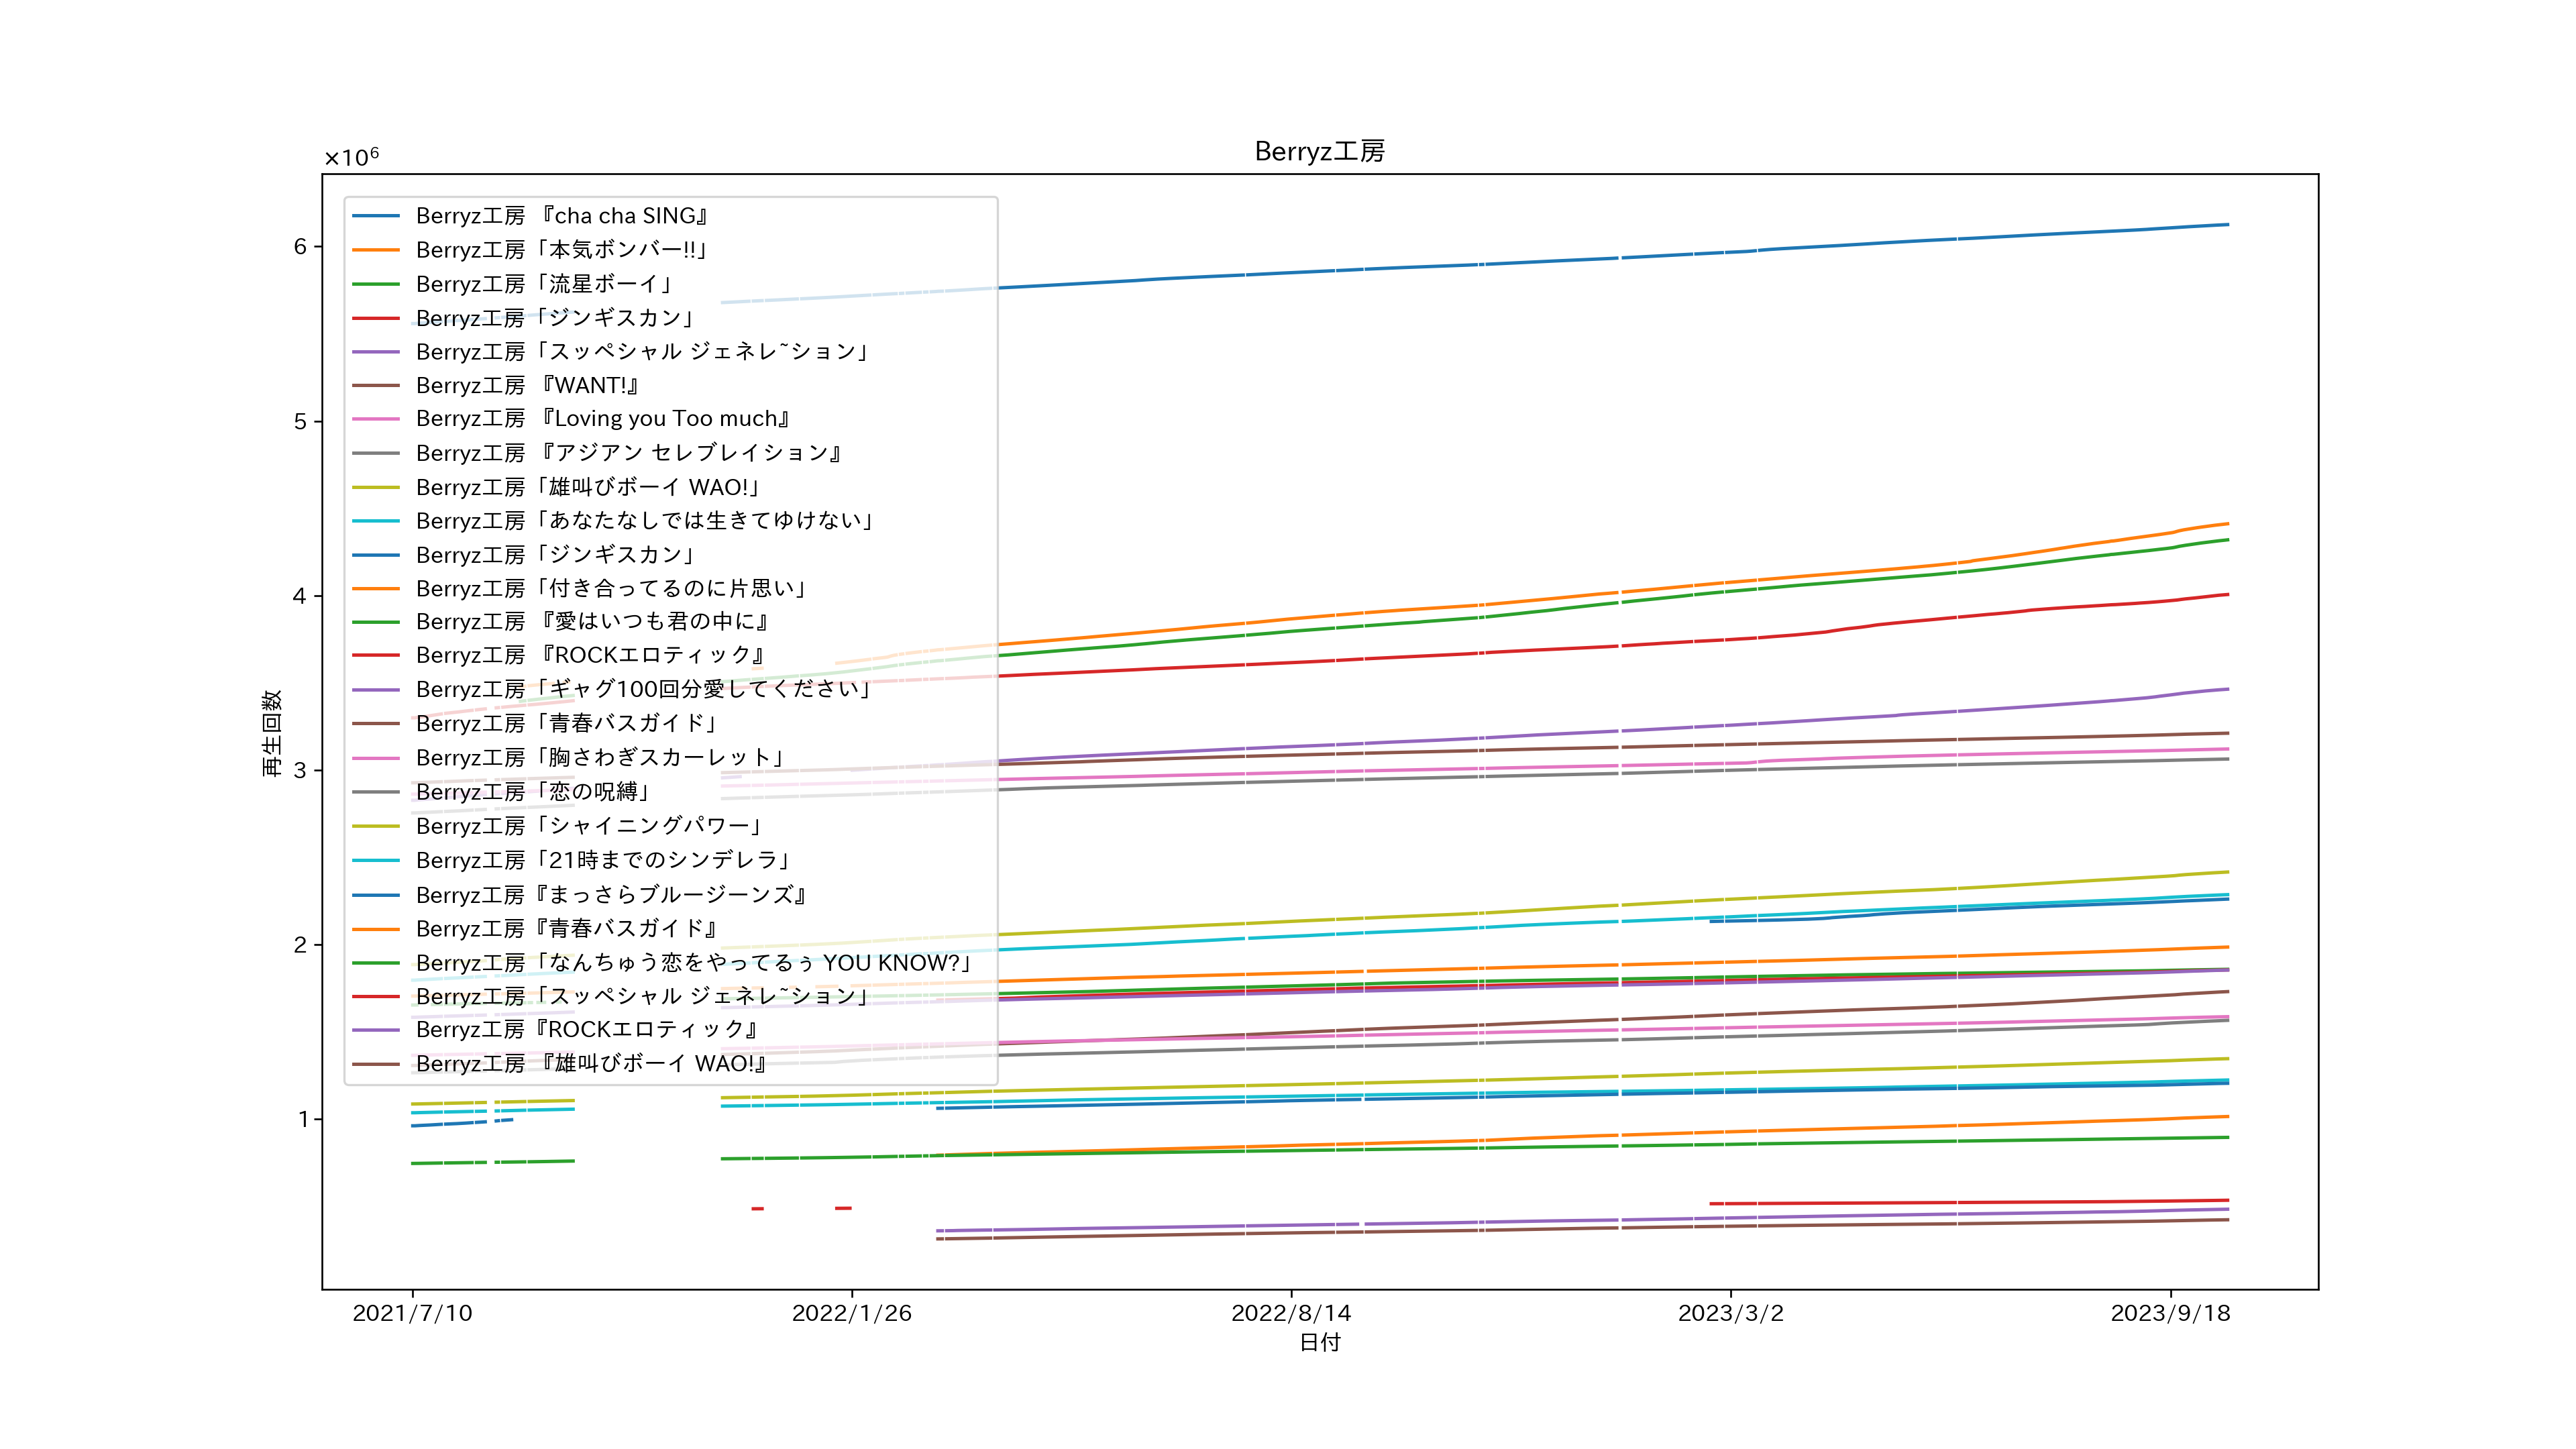 Berryz工房
×10⁶
6
5
4
3
2
1
再生回数
Berryz工房 『cha cha SING』
Berryz工房「本気ボンバー!!」
Berryz工房「流星ボーイ」
Berryz工房「ジンギスカン」
Berryz工房「スッペシャル ジェネレ~ション」
Berryz工房 『WANT!』
Berryz工房 『Loving you Too much』
Berryz工房 『アジアン セレブレイション』
Berryz工房「雄叫びボーイ WAO!」
Berryz工房「あなたなしでは生きてゆけない」
Berryz工房「ジンギスカン」
Berryz工房「付き合ってるのに片思い」
Berryz工房 『愛はいつも君の中に』
Berryz工房 『ROCKエロティック』
Berryz工房「ギャグ100回分愛してください」
Berryz工房「青春バスガイド」
Berryz工房「胸さわぎスカーレット」
Berryz工房「恋の呪縛」
Berryz工房「シャイニングパワー」
Berryz工房「21時までのシンデレラ」
Berryz工房『まっさらブルージーンズ』
Berryz工房『青春バスガイド』
Berryz工房「なんちゅう恋をやってるぅ YOU KNOW?」
Berryz工房「スッペシャル ジェネレ~ション」
Berryz工房『ROCKエロティック』
Berryz工房 『雄叫びボーイ WAO!』
2021/7/10
2022/1/26
2022/8/14
2023/3/2
2023/9/18
日付